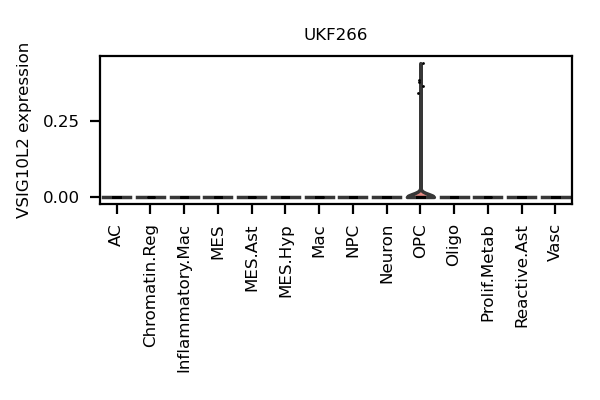 UKF266
VSIG10L2 expression
0.25
0.00
AC
Chromatin.Reg
Inflammatory.Mac
MES
MES.Ast
MES.Hyp
Mac
NPC
Neuron
OPC
Oligo
Prolif.Metab
Reactive.Ast
Vasc